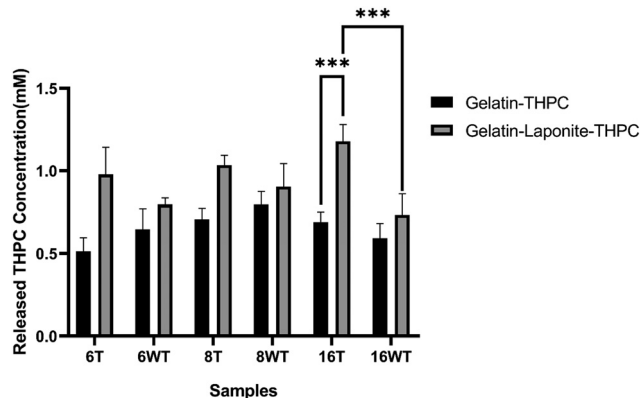 ***
***
Gelatin-THPC
Gelatin-Laponite-THPC
Released THPC Concentration(mM)
1.5
1.0
0.5
0.0
6T 6WT 8T 8WT 16T 16WT
Samples